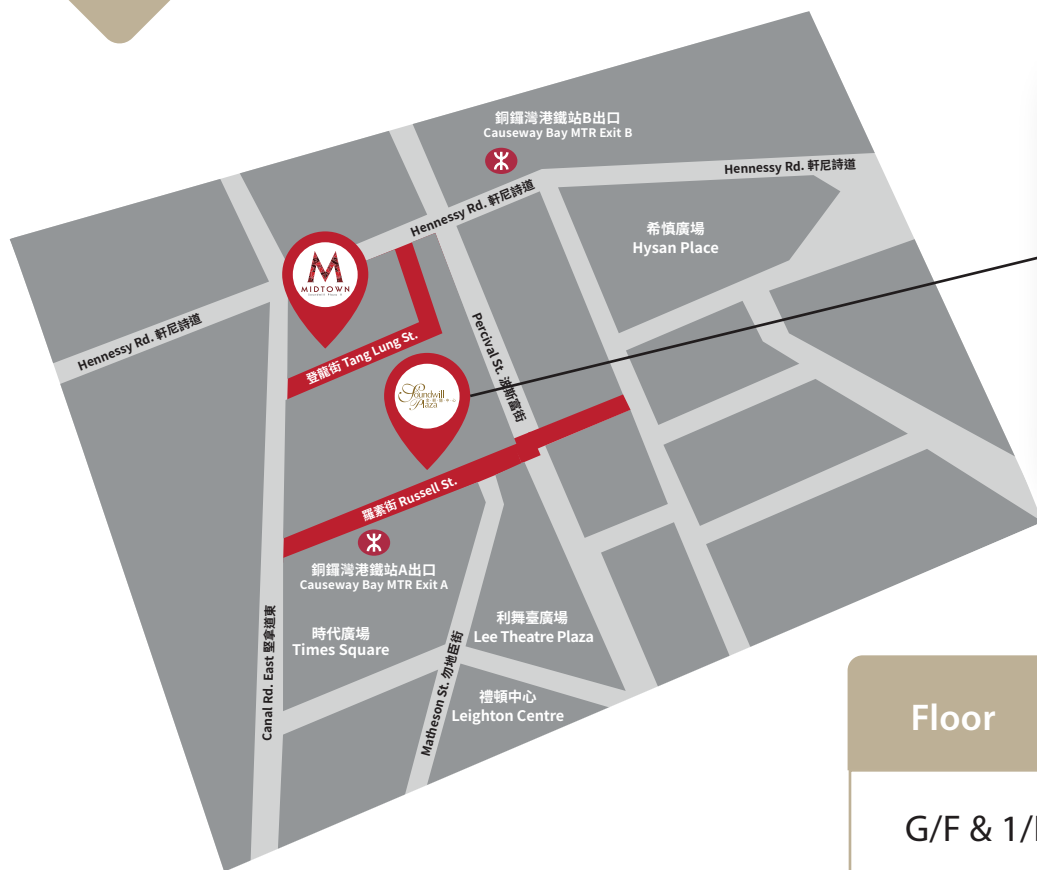 銅鑼灣港鐵站B出口
Causeway Bay MTR Exit B
Hennessy Rd. 軒尼詩道
Hennessy Rd. 軒尼詩道
希慎廣場
Hysan Place
M
MIDTOWN
Hennessy Rd. 軒尼詩道
登龍街 Tang Lung St.
Percival St. 波斯富街
Soundwill
Plaza
羅素街 Russell St.
銅鑼灣港鐵站A出口
Causeway Bay MTR Exit A
時代廣場
Times Square
利舞臺廣場
Lee Theatre Plaza
Canal Rd. East 堅拿道東
Matheson St. 勿地臣街
禮頓中心
Leighton Centre
Floor
G/F & 1/